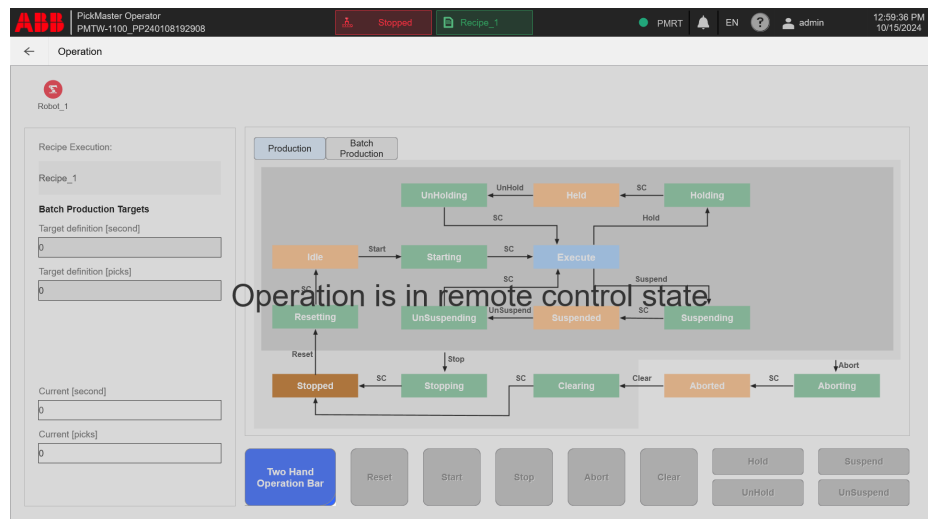 ABB
PickMaster Operator
PMTW-1100_PP240108192908
Stopped
Recipe_1
PMRT
EN
?
admin
12:59:36 PM
10/15/2024
Operation
Robot_1
Recipe Execution:
Recipe_1
Batch Production Targets
Target definition [second]
0
Target definition [picks]
0
Current [second]
0
Current [picks]
0
Production
Batch
Production
UnHolding
UnHold
Held
SC
Holding
SC
Hold
Idle
Start
Starting
SC
Execute
SC
SC
Suspend
Operation is in remote control state
Resetting
UnSuspending
UnSuspend
Suspended
SC
Suspending
Reset
Stop
Abort
Stopped
SC
Stopping
SC
Clearing
Clear
Aborted
SC
Aborting
Two Hand
Operation Bar
Reset
Start
Stop
Abort
Clear
Hold
Suspend
UnHold
UnSuspend